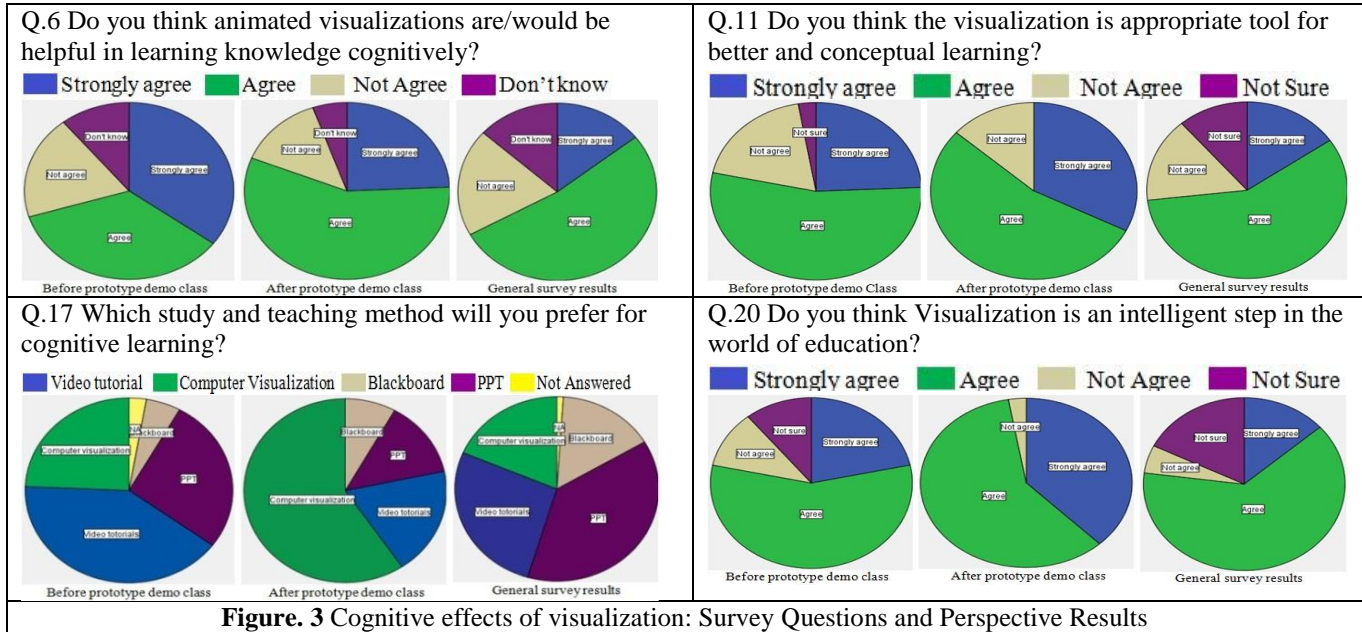 Q.6 Do you think animated visualizations are/would be
helpful in learning knowledge cognitively?
Strongly agree Agree Not Agree Don't know
Don't know
Strongly agree
Not agree
Agree
Before prototype demo class
Don't know
Strongly agree
Not agree
Agree
After prototype demo class
Don't know
Strongly agree
Not agree
Agree
General survey results
Q.11 Do you think the visualization is appropriate tool for
better and conceptual learning?
Strongly agree Agree Not Agree Not Sure
Not sure
Strongly agree
Not agree
Agree
Before prototype demo Class
Not agree
Strongly agree
Agree
After prototype demo class
Not sure
Strongly agree
Not agree
Agree
General survey results
Q.17 Which study and teaching method will you prefer for
cognitive learning?
Video tutorial Computer Visualization Blackboard PPT Not Answered
NA
Blackboard
Computer visualization
PPT
Video totorials
Before prototype demo class
Blackboard
PPT
Computer visualization
Video tutorials
After prototype demo class
NA
Blackboard
Computer visualization
Video tutorials
PPT
General survey results
Q.20 Do you think Visualization is an intelligent step in the
world of education?
Strongly agree Agree Not Agree Not Sure
Not sure
Strongly agree
Not agree
Agree
Before prototype demo class
Not agree
Strongly agree
Agree
After prototype demo class
Not sure
Strongly agree
Not agree
Agree
General survey results
Figure. 3 Cognitive effects of visualization: Survey Questions and Perspective Results